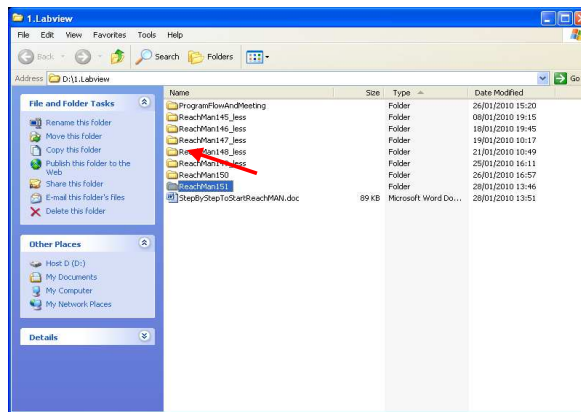 1.Labview
File Edit View Favorites Tools Help
Back Search Folders
Address D:\1.Labview Go
File and Folder Tasks
Rename this folder
Move this folder
Copy this folder
Publish this folder to the
Web
Share this folder
E-mail this folder's files
Delete this folder
Other Places
Host D (D:)
My Documents
My Computer
My Network Places
Details
Name Size Type Date Modified
ProgramFlowAndMeeting Folder 26/01/2010 15:20
ReachMan145_less Folder 08/01/2010 19:15
ReachMan146_less Folder 18/01/2010 19:45
ReachMan147_less Folder 19/01/2010 10:17
ReachMan148_less Folder 21/01/2010 10:49
Folder 25/01/2010 16:11
ReachMan150 Folder 26/01/2010 16:57
ReachMan151 Folder 28/01/2010 13:46
StepByStepToStartReachMAN.doc 89 KB Microsoft Word Do... 28/01/2010 13:51